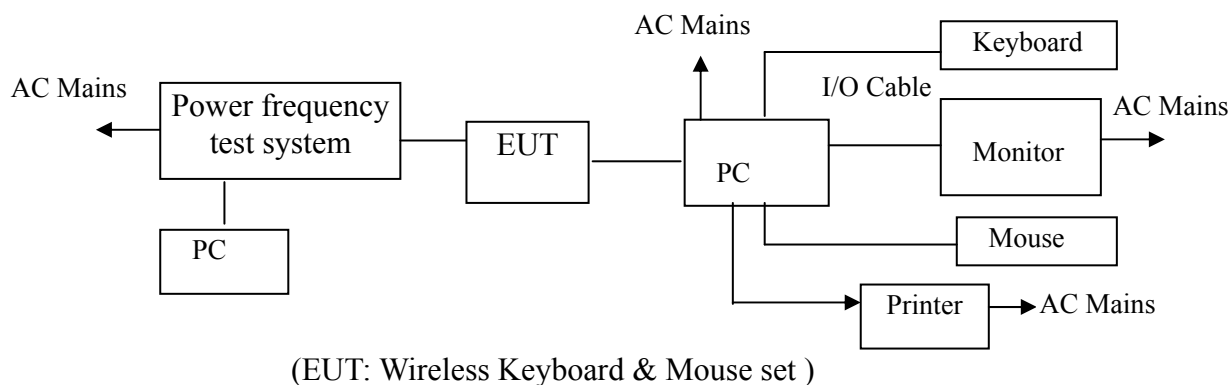 AC Mains
Keyboard
AC Mains
I/O Cable
Power frequency
test system
EUT
AC Mains
Monitor
PC
PC
Mouse
Printer
AC Mains
(EUT: Wireless Keyboard & Mouse set )